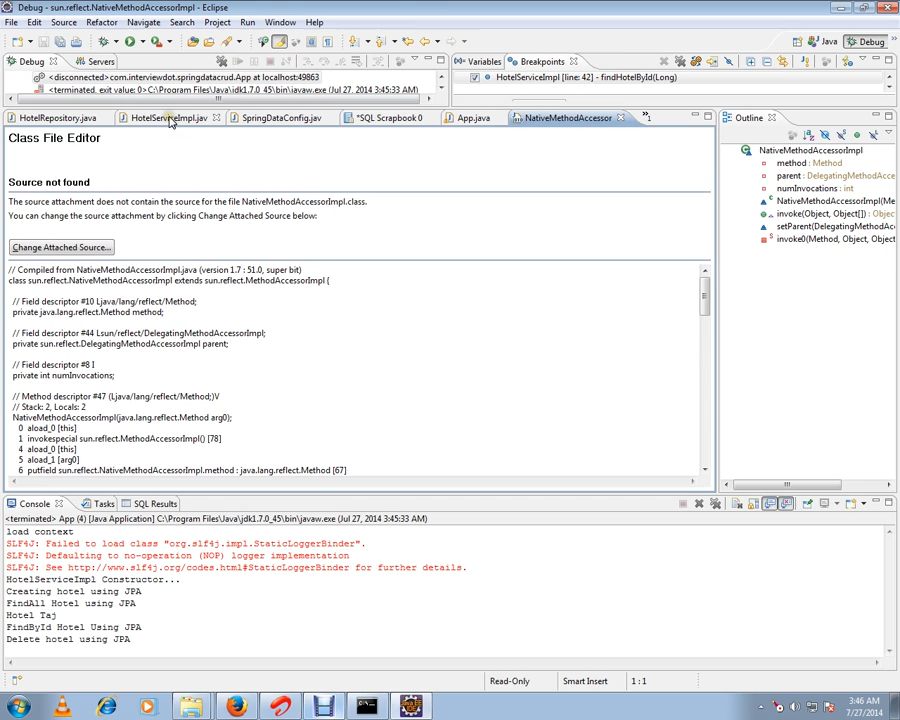 Debug - sun.reflect.NativeMethodAccessorImpl - Eclipse
File Edit Source Refactor Navigate Search Project Run Window Help
Java Debug
Debug Servers
Variables Breakpoints
<disconnected>com.interviewdot.springdatacrud.App at localhost:49863
<terminated, exit value: 0>C:\Program Files\Java\jdk1.7.0_45\bin\javaw.exe (Jul 27, 2014 3:45:33 AM)
HotelServiceImpl [line: 42] - findHotelById(Long)
HotelRepository.java HotelServiceImpl.jav SpringDataConfig.java *SQL Scrapbook 0 App.java NativeMethodAccessor 1
Outline
Class File Editor
Source not found
The source attachment does not contain the source for the file NativeMethodAccessorImpl.class.
You can change the source attachment by clicking Change Attached Source below:
Change Attached Source...
// Compiled from NativeMethodAccessorImpl.java (version 1.7 : 51.0, super bit)
class sun.reflect.NativeMethodAccessorImpl extends sun.reflect.MethodAccessorImpl {
// Field descriptor #10 Ljava/lang/reflect/Method;
private java.lang.reflect.Method method;
// Field descriptor #44 Lsun/reflect/DelegatingMethodAccessorImpl;
private sun.reflect.DelegatingMethodAccessorImpl parent;
// Field descriptor #8 I
private int numInvocations;
// Method descriptor #47 (Ljava/lang/reflect/Method;)V
// Stack: 2, Locals: 2
NativeMethodAccessorImpl(java.lang.reflect.Method arg0);
0 aload_0 [this]
1 invokespecial sun.reflect.MethodAccessorImpl() [78]
4 aload_0 [this]
5 aload_1 [arg0]
6 putfield sun.reflect.NativeMethodAccessorImpl.method : java.lang.reflect.Method [67]
NativeMethodAccessorImpl
method : Method
parent : DelegatingMethodAcce
numInvocations : int
NativeMethodAccessorImpl(Me
invoke(Object, Object[]) : Objec
setParent(DelegatingMethodAcc
invoke0(Method, Object, Object
Console Tasks SQL Results
<terminated> App (4) [Java Application] C:\Program Files\Java\jdk1.7.0_45\bin\javaw.exe (Jul 27, 2014 3:45:33 AM)
load context
SLF4J: Failed to load class "org.slf4j.impl.StaticLoggerBinder".
SLF4J: Defaulting to no-operation (NOP) logger implementation
SLF4J: See http://www.slf4j.org/codes.html#StaticLoggerBinder for further details.
HotelServiceImpl Constructor...
Creating hotel using JPA
FindAll Hotel using JPA
Hotel Taj
FindById Hotel Using JPA
Delete hotel using JPA
Read-Only Smart Insert 1 : 1
3:46 AM
7/27/2014